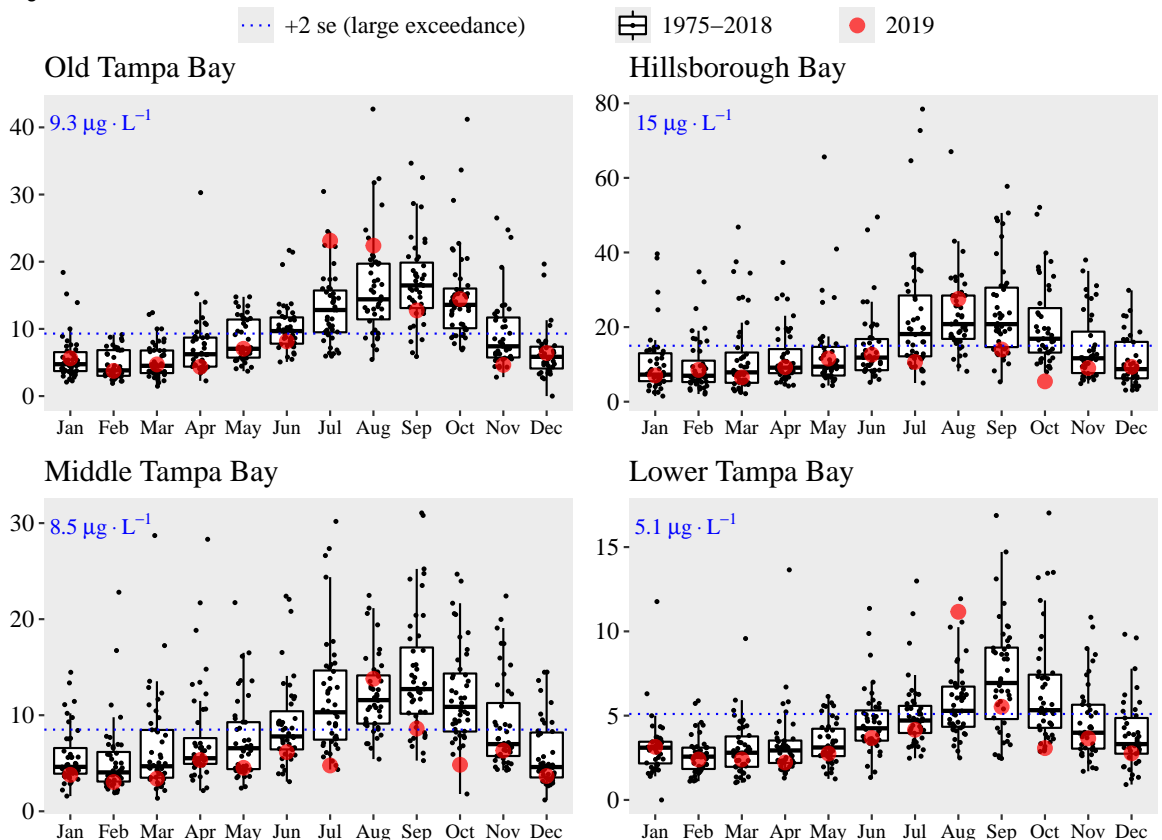 +2 se (large exceedance) 1975−2018 2019
Old Tampa Bay
9.3 μg · L⁻¹
40
30
20
10
0
Jan Feb Mar Apr May Jun Jul Aug Sep Oct Nov Dec
Hillsborough Bay
15 μg · L⁻¹
80
60
40
20
0
Jan Feb Mar Apr May Jun Jul Aug Sep Oct Nov Dec
Middle Tampa Bay
8.5 μg · L⁻¹
30
20
10
0
Jan Feb Mar Apr May Jun Jul Aug Sep Oct Nov Dec
Lower Tampa Bay
5.1 μg · L⁻¹
15
10
5
0
Jan Feb Mar Apr May Jun Jul Aug Sep Oct Nov Dec